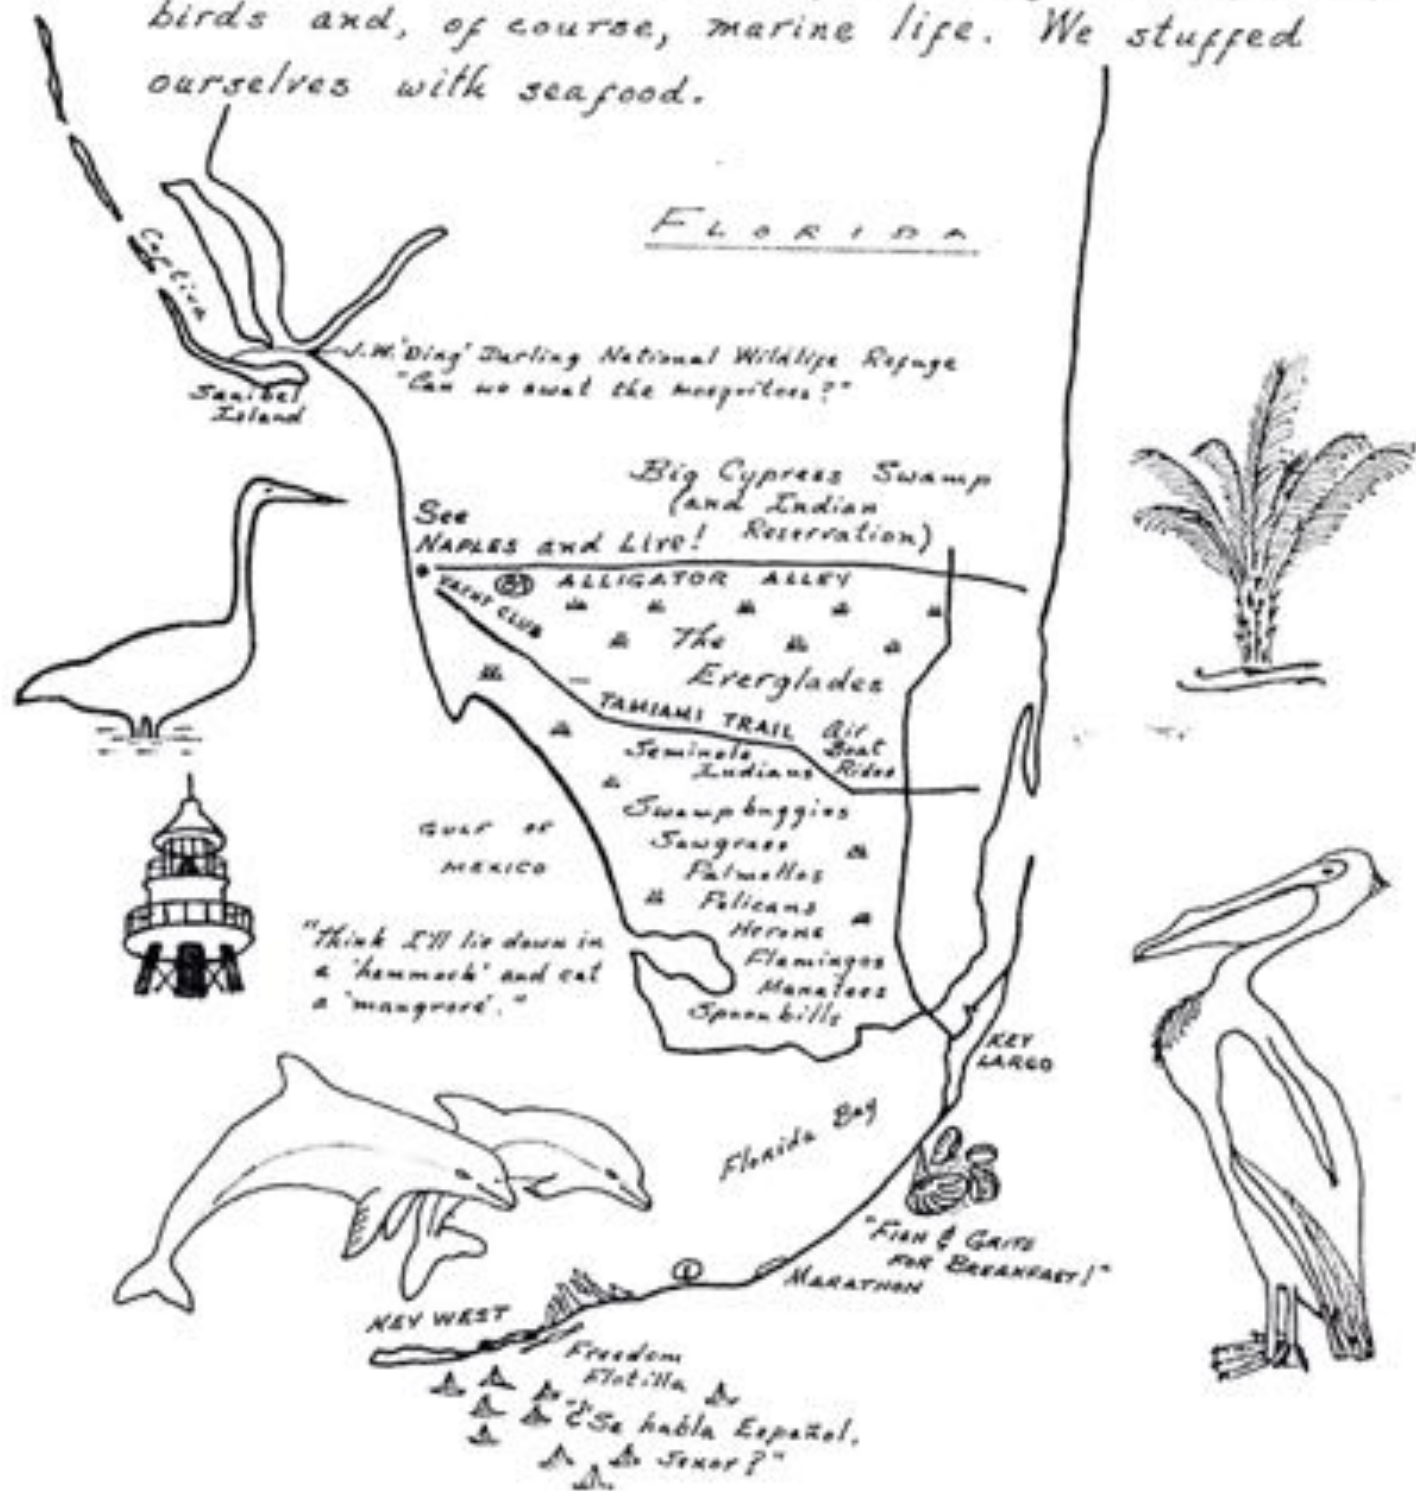 birds and, of course, marine life. We stuffed
ourselves with seafood.
FLORIDA
Captiva
J.N. 'Ding' Darling National Wildlife Refuge
"Can we swat the mosquitoes?"
Sanibel
Island
Big Cypress Swamp
(and Indian
Reservation)
See
NAPLES and Live!
ALLIGATOR ALLEY
YACHT CLUB
The
Everglades
TAMIAMI TRAIL
Air
Boat
Rides
Seminole
Indians
Swamp buggies
Sawgrass
Palmettos
Pelicans
Herons
Flamingos
Manatees
Spoonbills
GULF OF
MEXICO
"Think I'll lie down in
a 'hammock' and eat
a 'mangrove'."
KEY
LARGO
Florida Bay
"FISH & GRITS
FOR BREAKFAST!"
MARATHON
1
KEY WEST
Freedom
Flotilla
"¿Se habla Español,
Senor?"